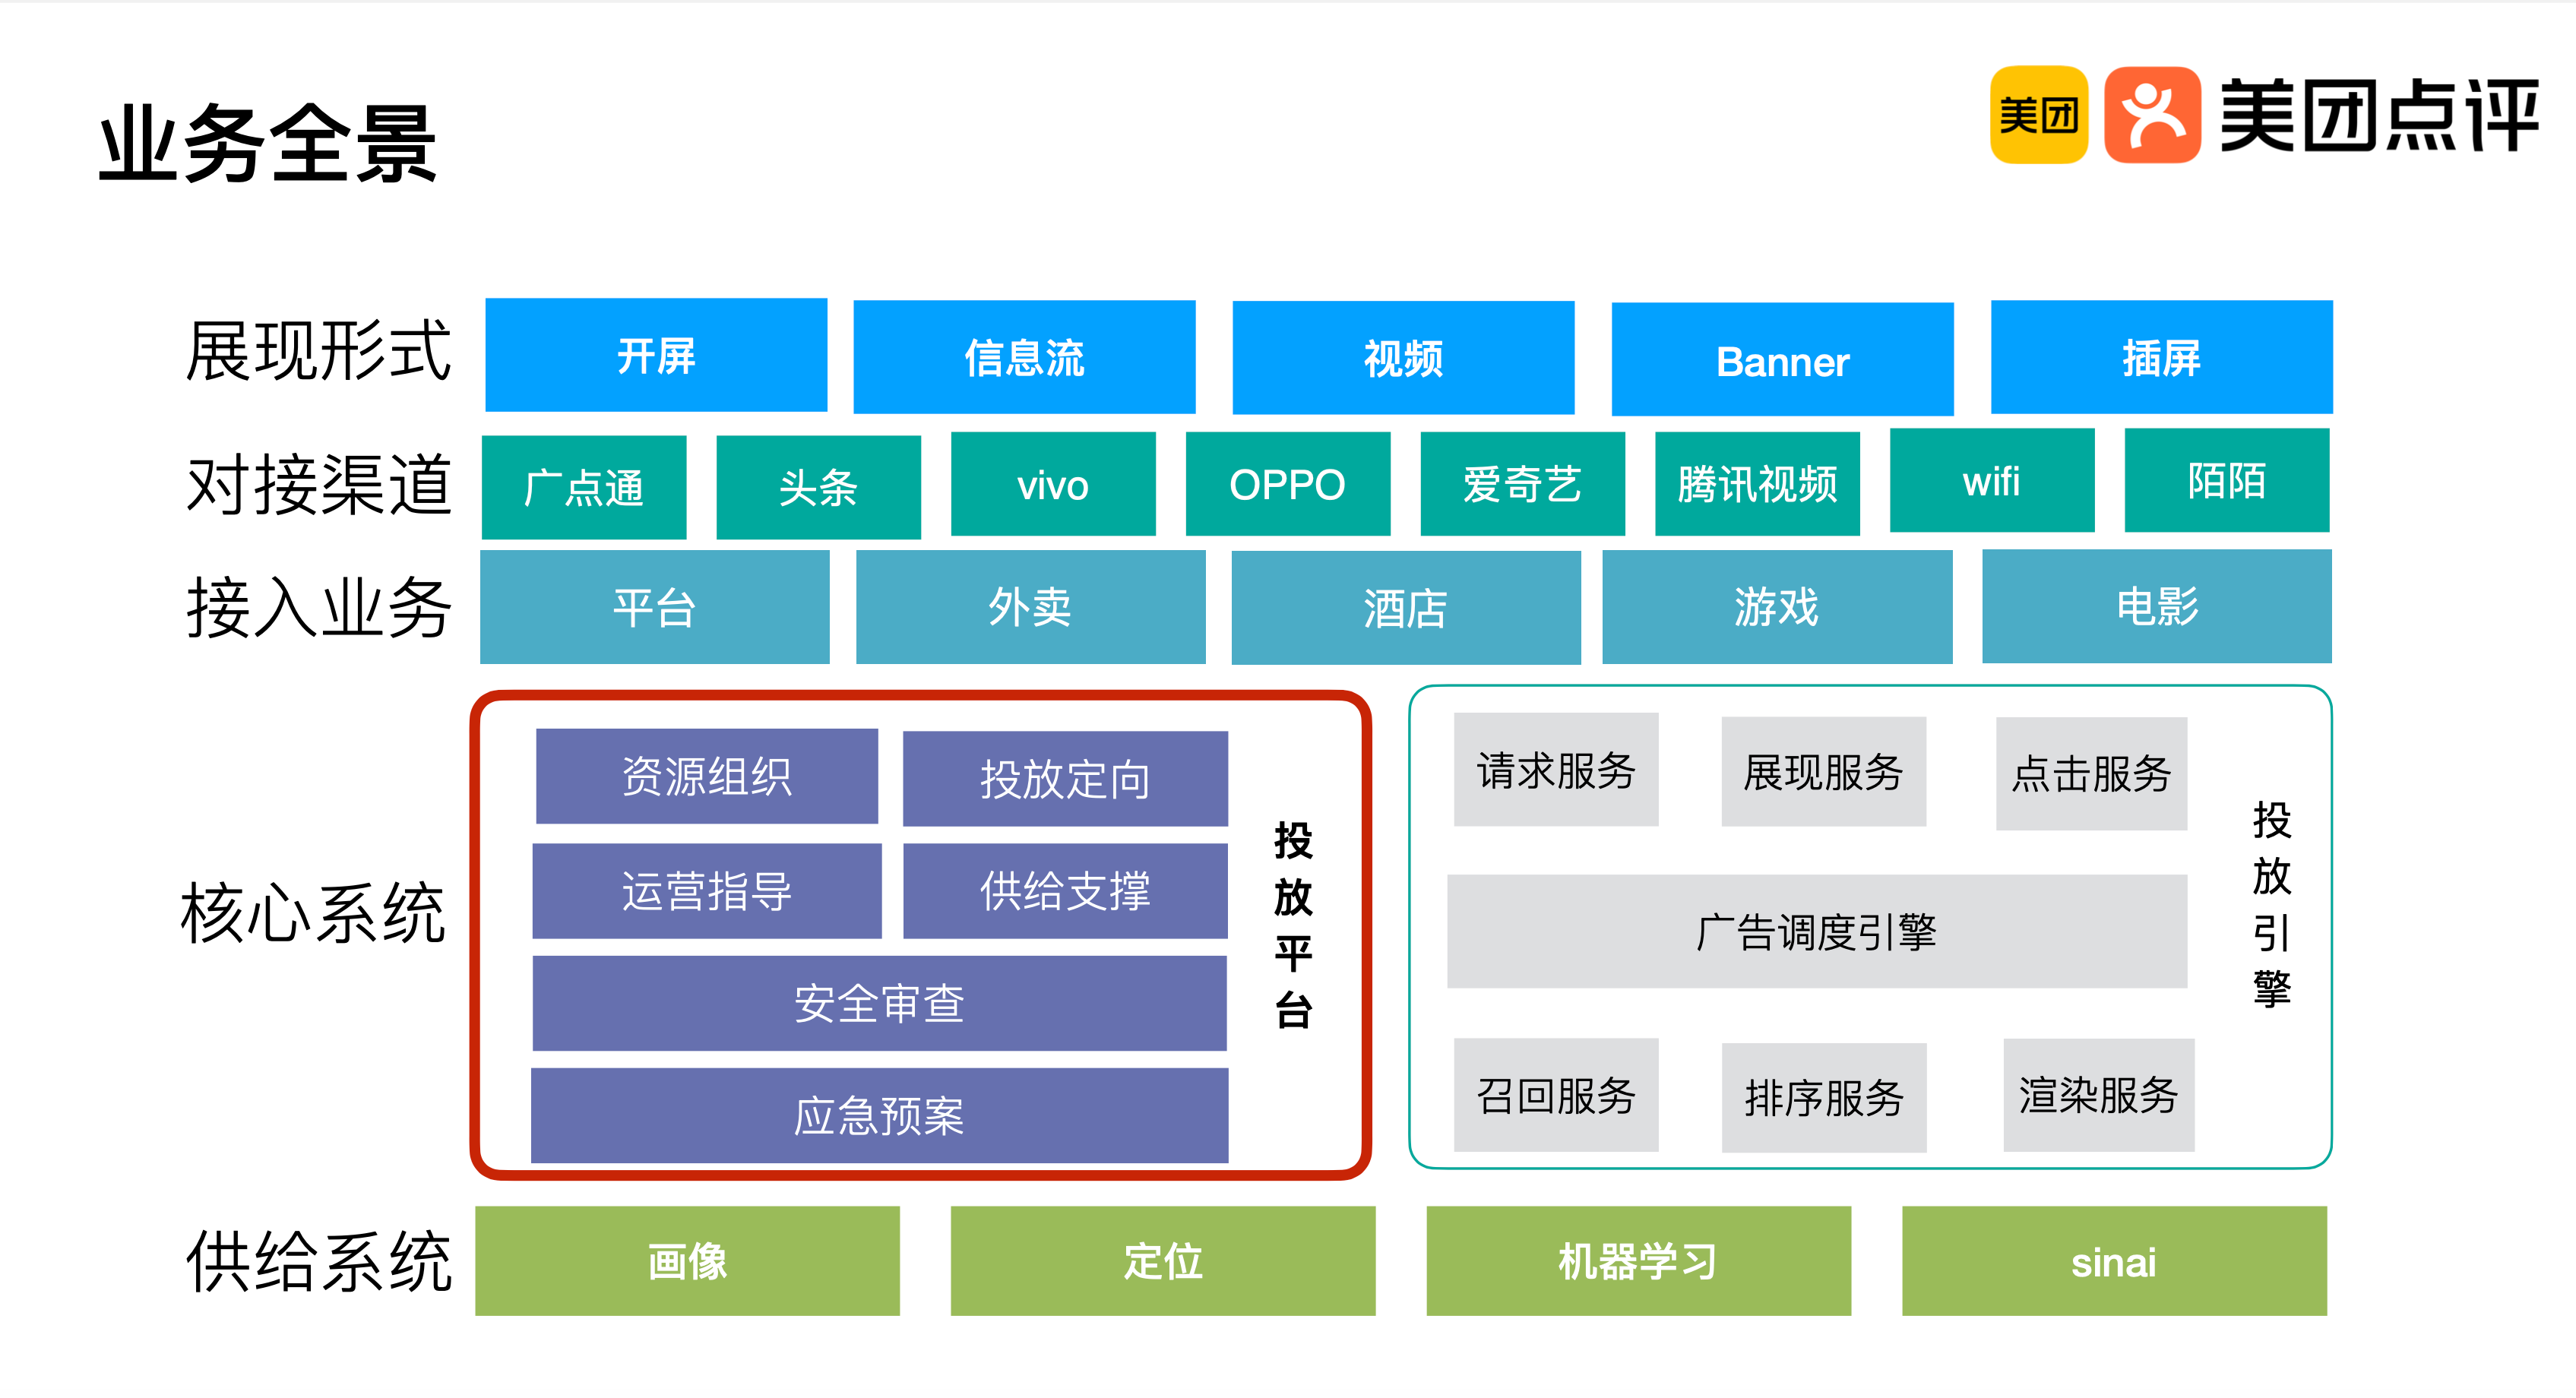 业务全景
美团
美团点评
展现形式
开屏
信息流
视频
Banner
插屏
对接渠道
广点通
头条
vivo
OPPO
爱奇艺
腾讯视频
wifi
陌陌
接入业务
平台
外卖
酒店
游戏
电影
核心系统
资源组织
投放定向
运营指导
供给支撑
安全审查
应急预案
投放平台
请求服务
展现服务
点击服务
广告调度引擎
召回服务
排序服务
渲染服务
投放引擎
供给系统
画像
定位
机器学习
sinai